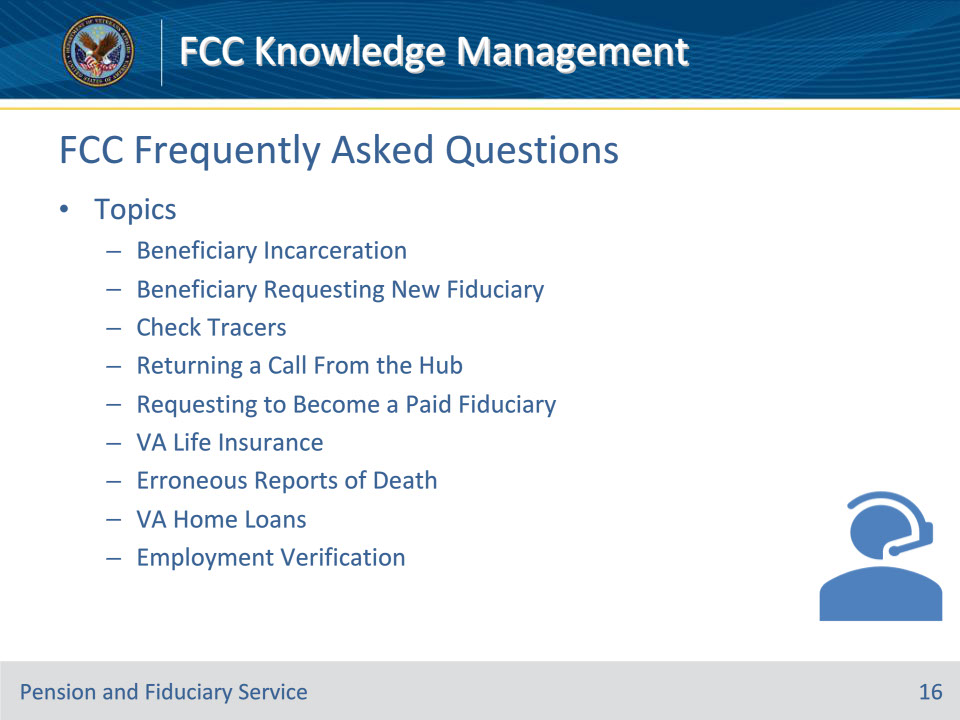 FCC Knowledge Management
FCC Frequently Asked Questions
• Topics
– Beneficiary Incarceration
– Beneficiary Requesting New Fiduciary
– Check Tracers
– Returning a Call From the Hub
– Requesting to Become a Paid Fiduciary
– VA Life Insurance
– Erroneous Reports of Death
– VA Home Loans
– Employment Verification
Pension and Fiduciary Service
16